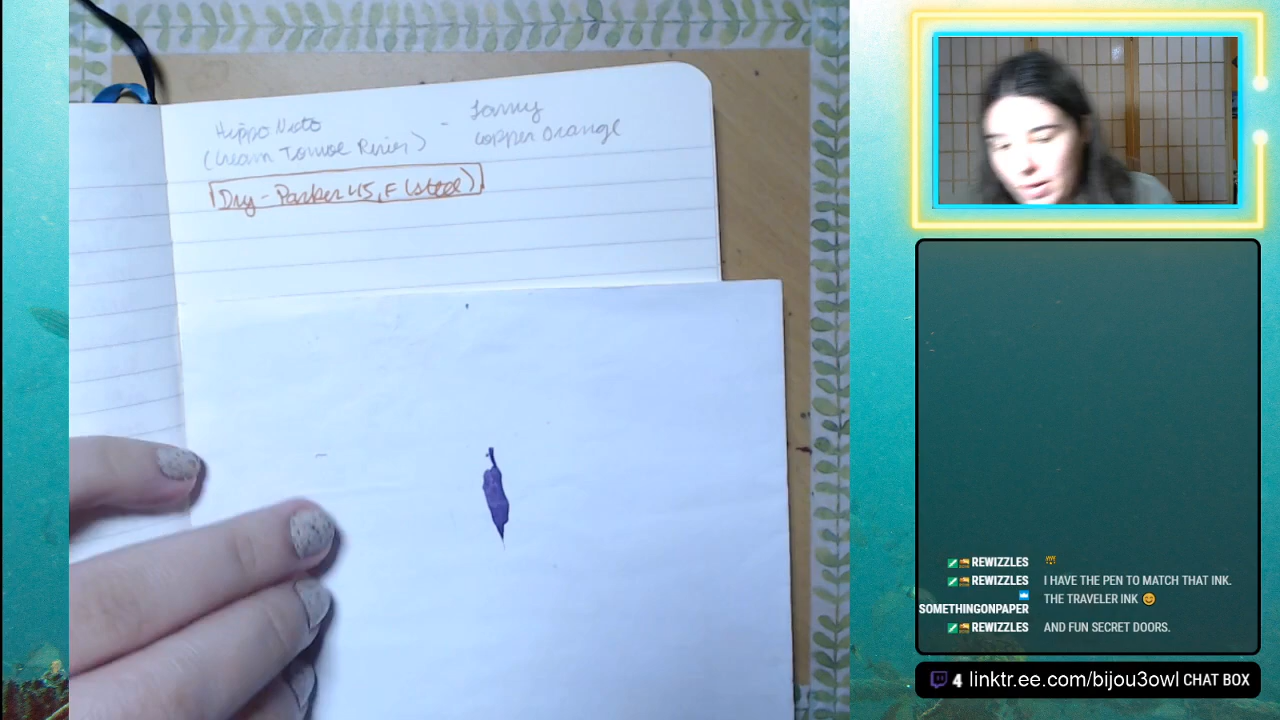 Hippo Noto
(Cream Tomoe River)
- Lamy
Copper Orange
Dry - Parker 45, F (steel)
REWIZZLES
REWIZZLES I HAVE THE PEN TO MATCH THAT INK.
SOMETHINGONPAPER THE TRAVELER INK 😊
REWIZZLES AND FUN SECRET DOORS.
4 linktr.ee.com/bijou3owl CHAT BOX